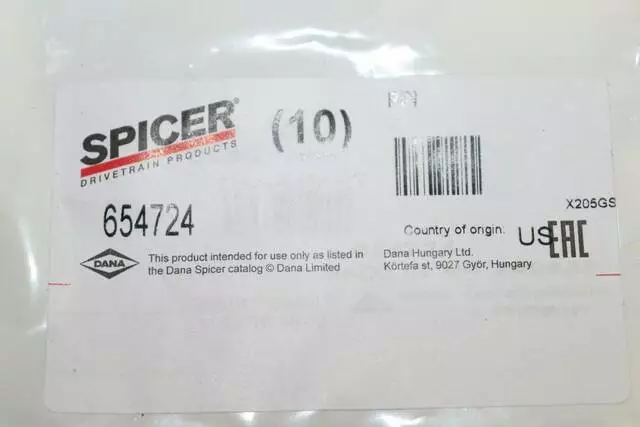 SPICER®
DRIVETRAIN PRODUCTS
(10)
654724
X205GS
Country of origin: US
EAC
DANA
This product intended for use only as listed in
the Dana Spicer catalog © Dana Limited
Dana Hungary Ltd.
Körtefa st, 9027 Győr, Hungary